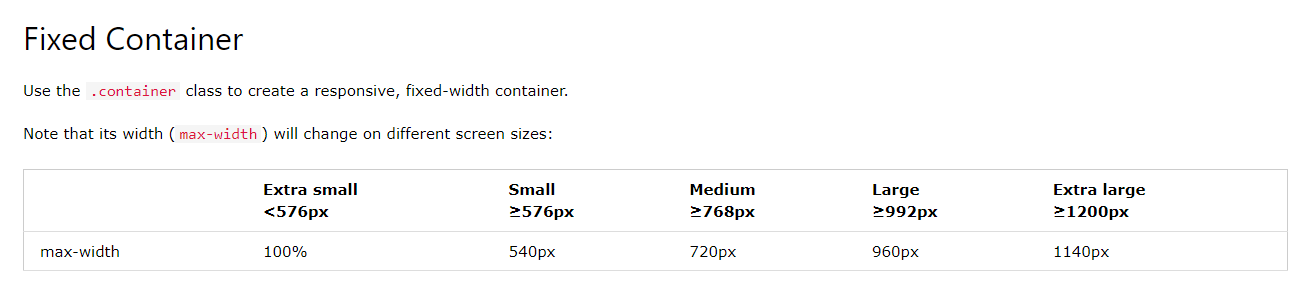 Fixed Container
Use the .container class to create a responsive, fixed-width container.
Note that its width (max-width) will change on different screen sizes:
Extra small Small Medium Large Extra large
<576px ≥576px ≥768px ≥992px ≥1200px
max-width 100% 540px 720px 960px 1140px